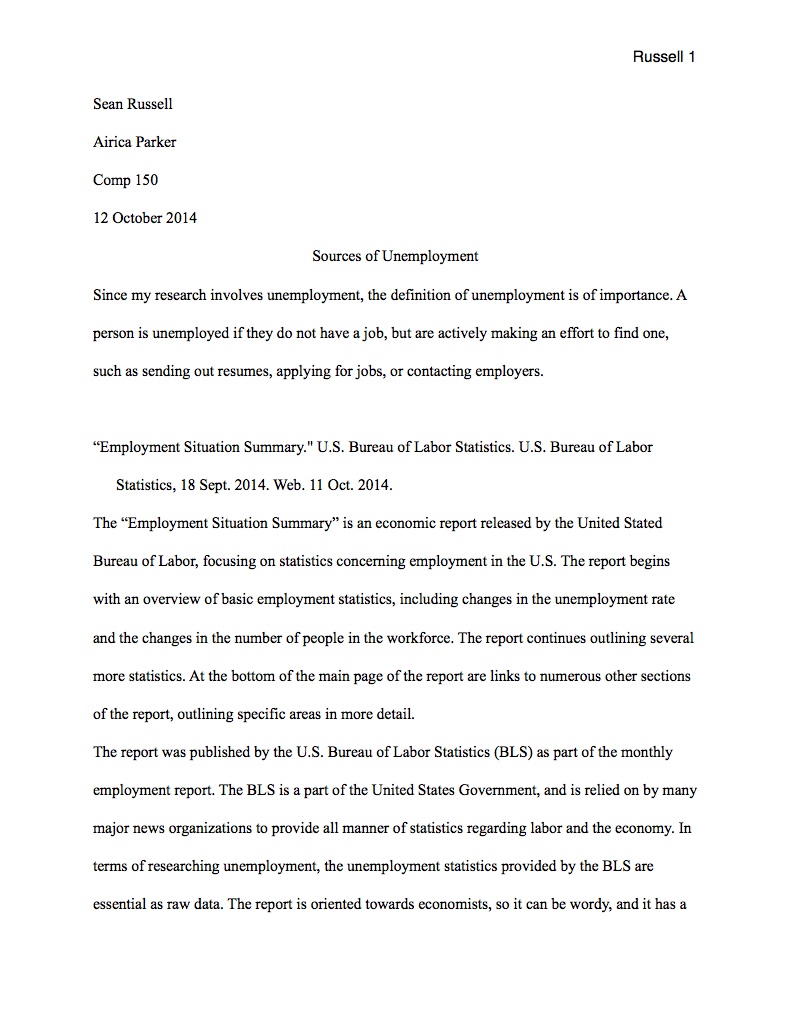 Russell 1
Sean Russell
Airica Parker
Comp 150
12 October 2014
Sources of Unemployment
Since my research involves unemployment, the definition of unemployment is of importance. A
person is unemployed if they do not have a job, but are actively making an effort to find one,
such as sending out resumes, applying for jobs, or contacting employers.
“Employment Situation Summary." U.S. Bureau of Labor Statistics. U.S. Bureau of Labor
Statistics, 18 Sept. 2014. Web. 11 Oct. 2014.
The “Employment Situation Summary” is an economic report released by the United Stated
Bureau of Labor, focusing on statistics concerning employment in the U.S. The report begins
with an overview of basic employment statistics, including changes in the unemployment rate
and the changes in the number of people in the workforce. The report continues outlining several
more statistics. At the bottom of the main page of the report are links to numerous other sections
of the report, outlining specific areas in more detail.
The report was published by the U.S. Bureau of Labor Statistics (BLS) as part of the monthly
employment report. The BLS is a part of the United States Government, and is relied on by many
major news organizations to provide all manner of statistics regarding labor and the economy. In
terms of researching unemployment, the unemployment statistics provided by the BLS are
essential as raw data. The report is oriented towards economists, so it can be wordy, and it has a